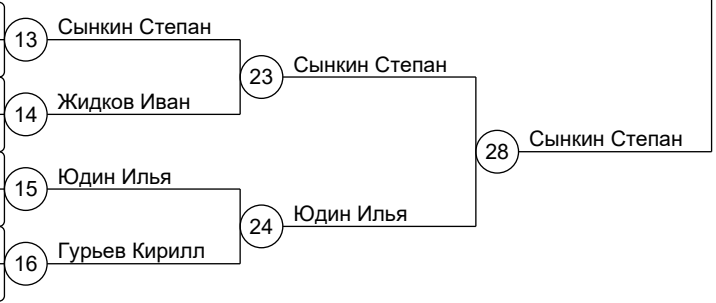 13 Сынкин Степан
23 Сынкин Степан
14 Жидков Иван
28 Сынкин Степан
15 Юдин Илья
24 Юдин Илья
16 Гурьев Кирилл